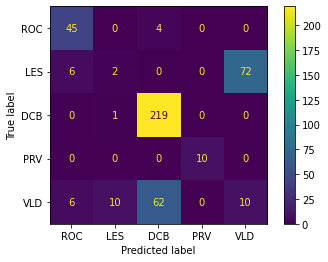 ROC 45 0 4 0 0
LES 6 2 0 0 72
DCB 0 1 219 0 0
PRV 0 0 0 10 0
VLD 6 10 62 0 10
ROC LES DCB PRV VLD
Predicted label
True label
200
175
150
125
100
75
50
25
0